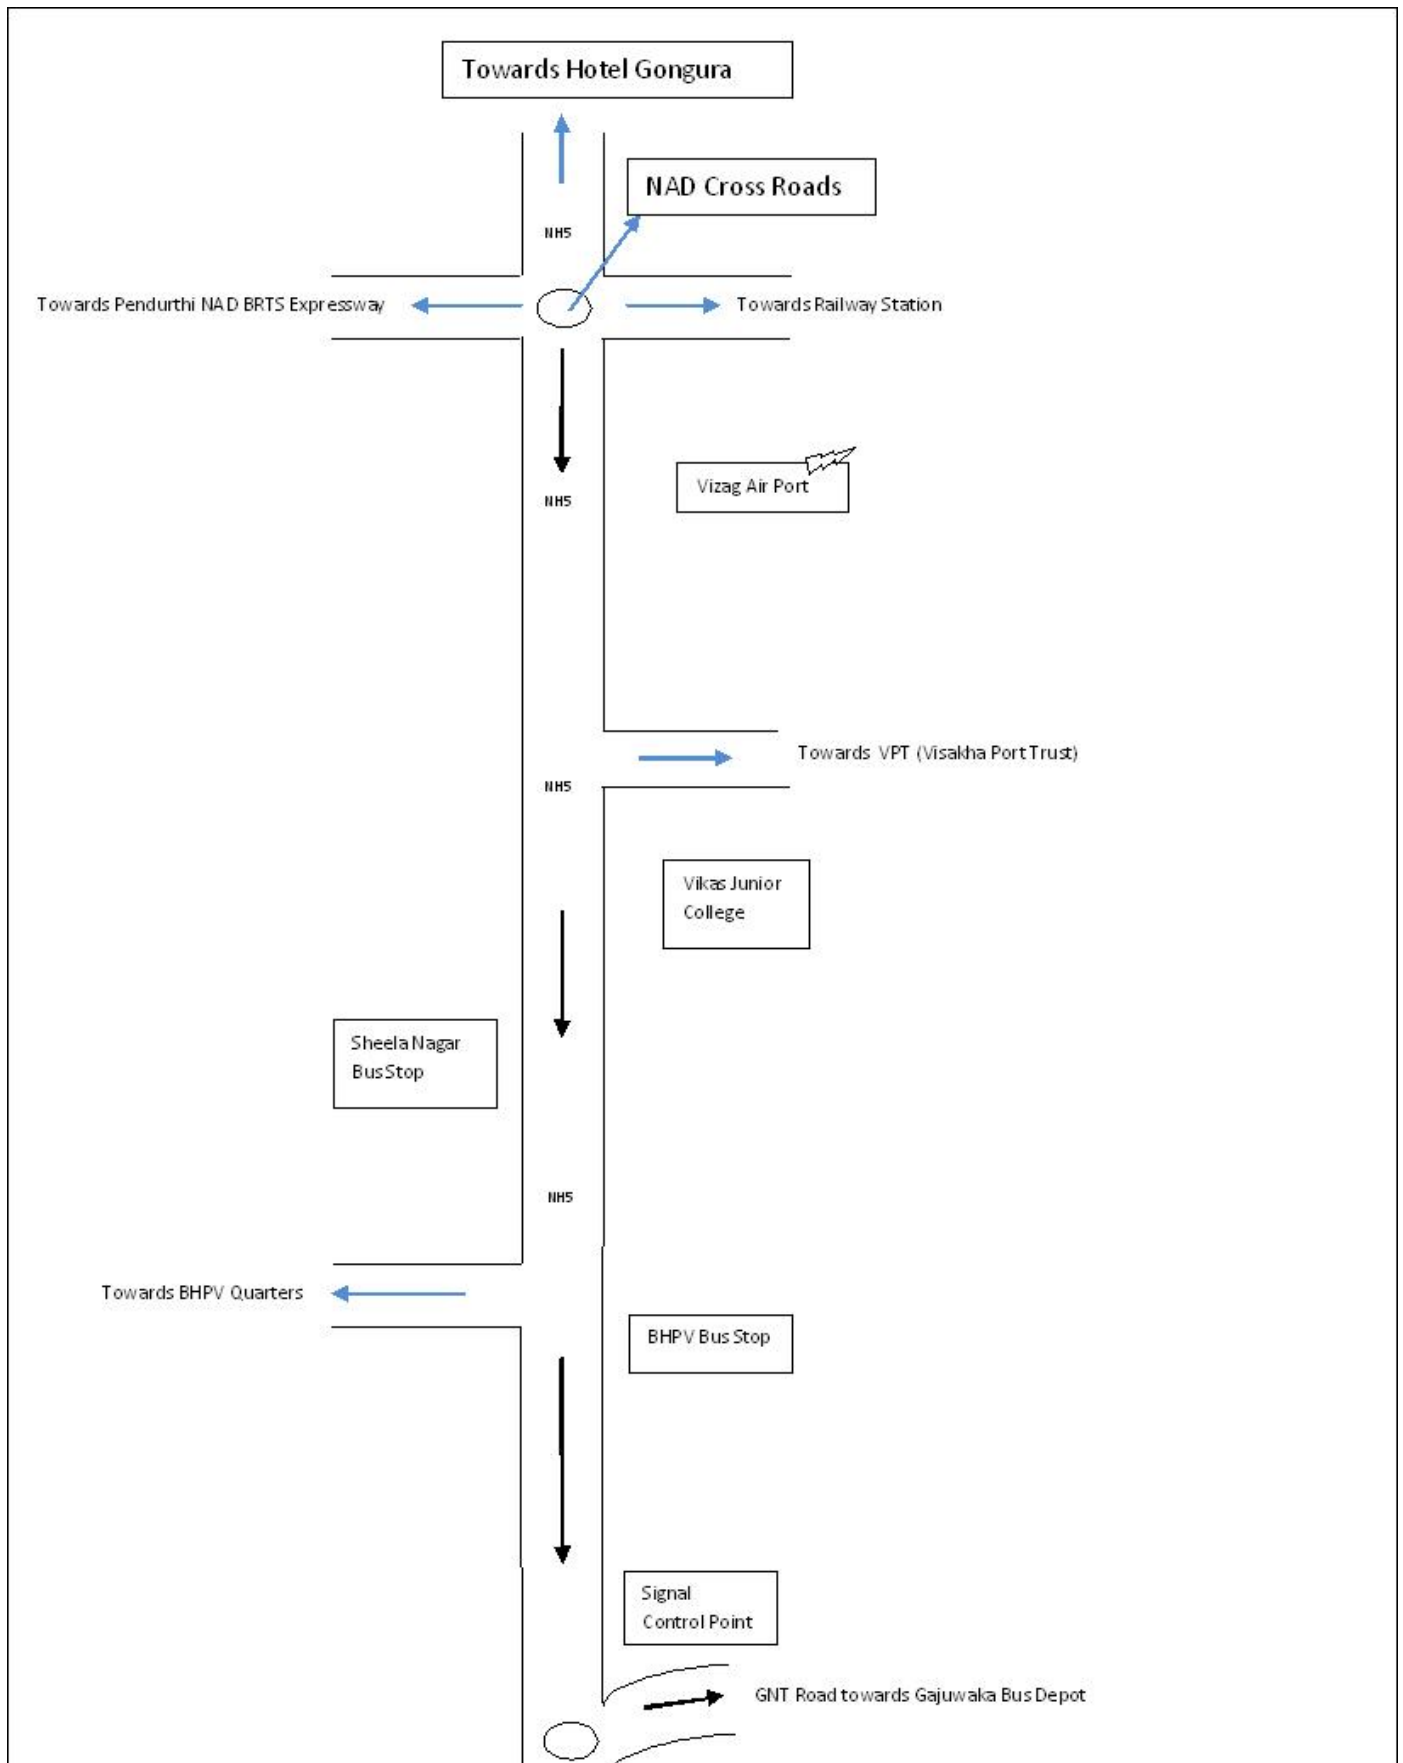 Towards Hotel Gongura
NAD Cross Roads
NH5
Towards Pendurthi NAD BRTS Expressway
Towards Railway Station
Vizag Air Port
NH5
Towards VPT (Visakha Port Trust)
NH5
Vikas Junior
College
Sheela Nagar
Bus Stop
NH5
Towards BHPV Quarters
BHPV Bus Stop
Signal
Control Point
GNT Road towards Gajuwaka Bus Depot